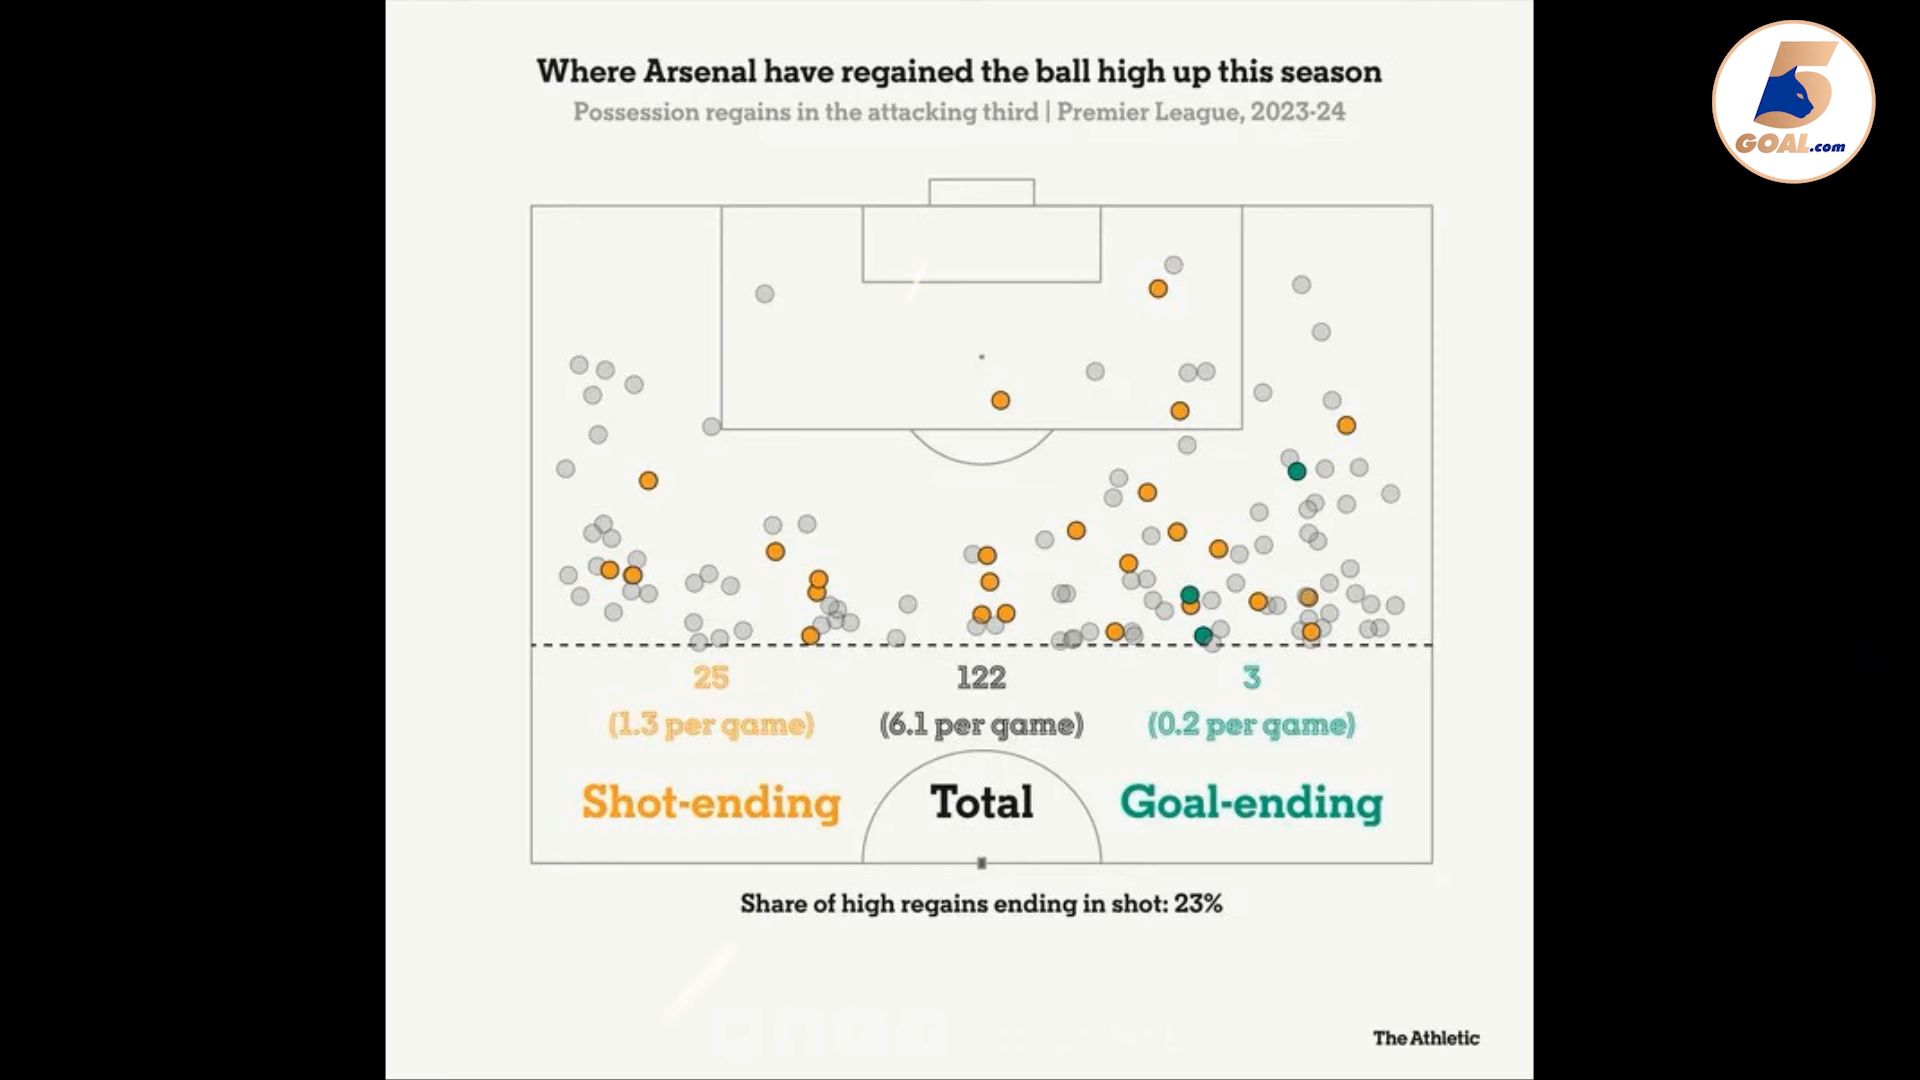 Where Arsenal have regained the ball high up this season
Possession regains in the attacking third | Premier League, 2023-24
5
GOAL.com
25
122
3
(1.3 per game)
(6.1 per game)
(0.2 per game)
Shot-ending
Total
Goal-ending
Share of high regains ending in shot: 23%
The Athletic